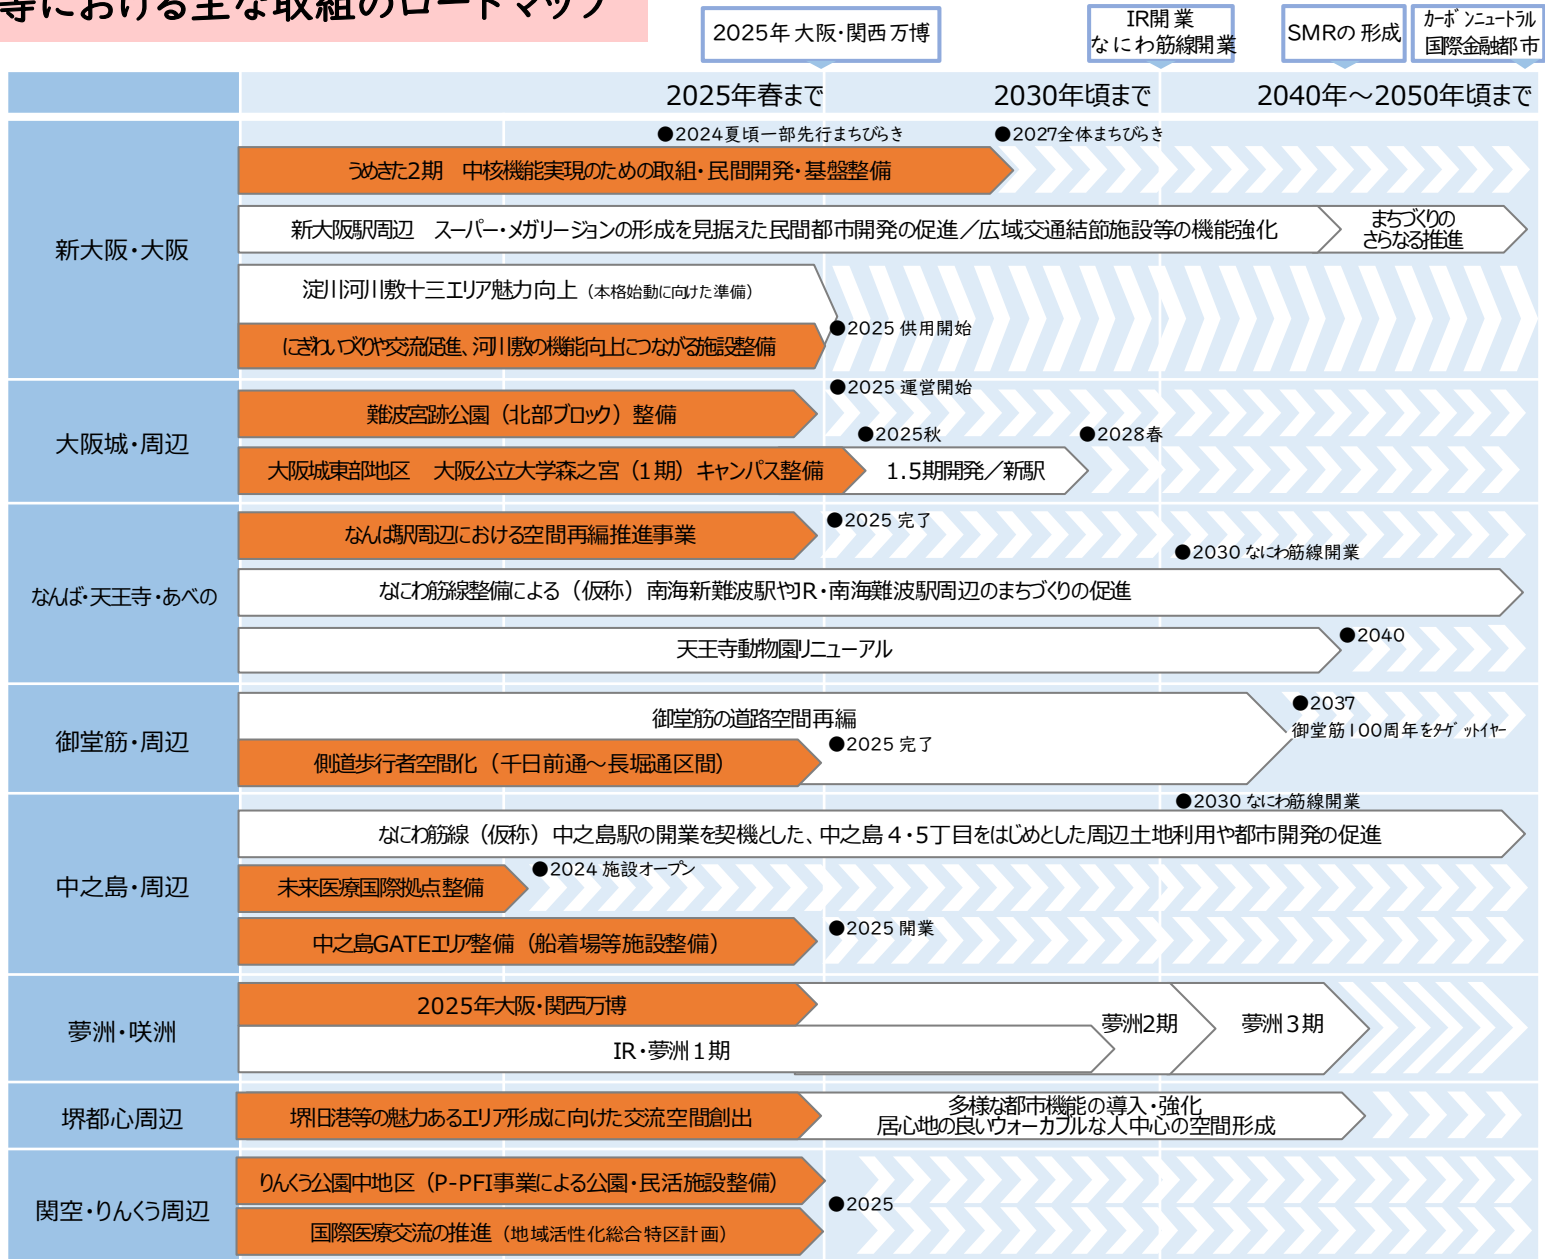 等における主な取組のロードマップ
2025年 大阪・関西万博
IR開業
なにわ筋線開業
SMRの 形成
カーボンニュートラル
国際金融都市
2025年春まで
2030年頃まで
2040年～2050年頃まで
新大阪・大阪
●2024夏頃一部先行まちびらき
●2027全体まちびらき
うめきた2期　中核機能実現のための取組・民間開発・基盤整備
新大阪駅周辺　スーパー・メガリージョンの形成を見据えた民間都市開発の促進／広域交通結節施設等の機能強化
まちづくりの
さらなる推進
淀川河川敷十三エリア魅力向上（本格始動に向けた準備）
にぎわいづくりや交流促進、河川敷の機能向上につながる施設整備
●2025 供用開始
大阪城・周辺
●2025 運営開始
難波宮跡公園（北部ブロック）整備
●2025秋
●2028春
大阪城東部地区　大阪公立大学森之宮（1期）キャンパス整備
1.5期開発／新駅
なんば・天王寺・あべの
なんば駅周辺における空間再編推進事業
●2025 完了
●2030 なにわ筋線開業
なにわ筋線整備による（仮称）南海新難波駅やJR・南海難波駅周辺のまちづくりの促進
天王寺動物園リニューアル
●2040
御堂筋・周辺
御堂筋の道路空間再編
●2037
御堂筋100周年をターゲットイヤー
側道歩行者空間化（千日前通～長堀通区間）
●2025 完了
中之島・周辺
●2030 なにわ筋線開業
なにわ筋線（仮称）中之島駅の開業を契機とした、中之島４・５丁目をはじめとした周辺土地利用や都市開発の促進
未来医療国際拠点整備
●2024 施設オープン
中之島GATEエリア整備（船着場等施設整備）
●2025 開業
夢洲・咲洲
2025年大阪・関西万博
IR・夢洲１期
夢洲2期
夢洲３期
堺都心周辺
堺旧港等の魅力あるエリア形成に向けた交流空間創出
多様な都市機能の導入・強化
居心地の良いウォーカブルな人中心の空間形成
関空・りんくう周辺
りんくう公園中地区（P-PFI事業による公園・民活施設整備）
●2025
国際医療交流の推進（地域活性化総合特区計画）